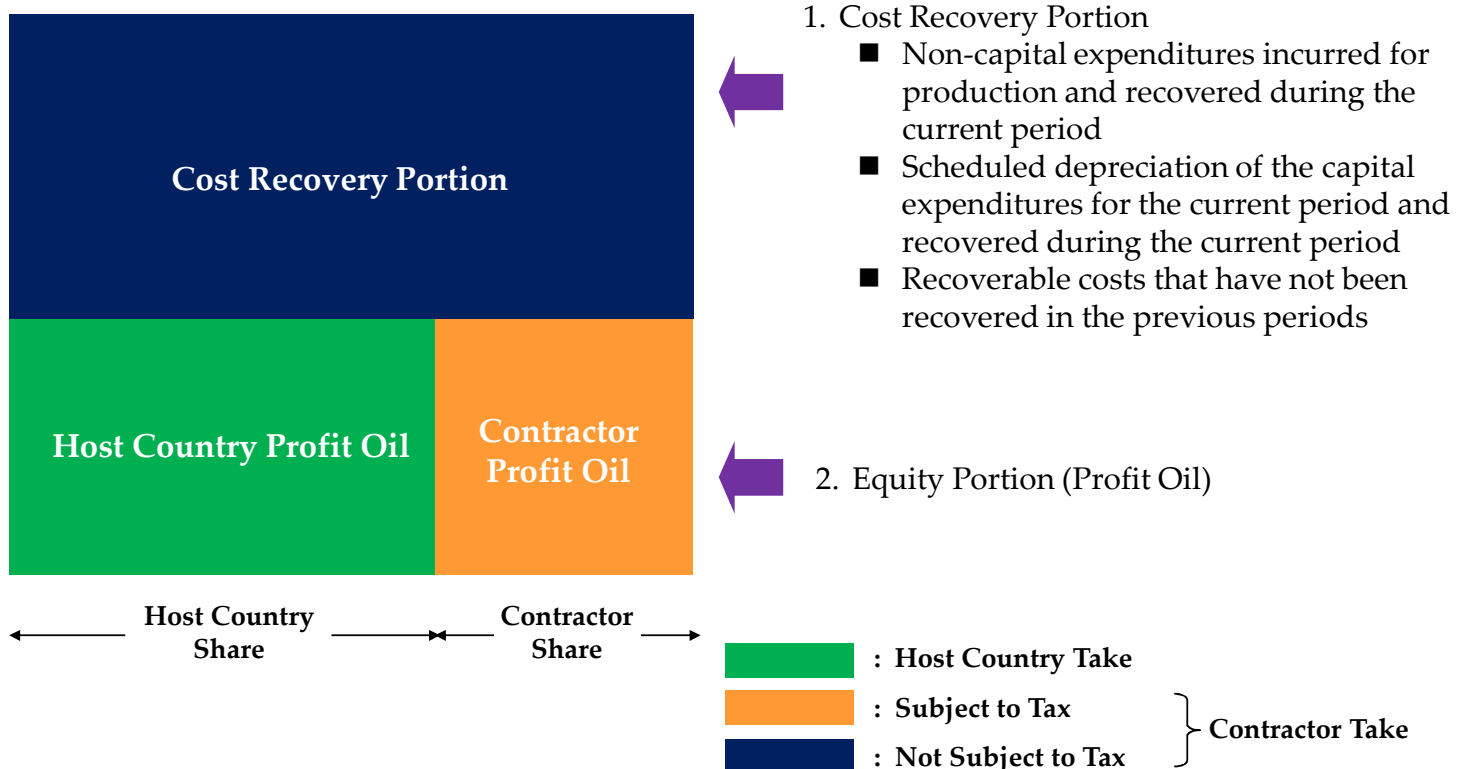 Cost Recovery Portion
Host Country Profit Oil
Contractor
Profit Oil
Host Country
Share
Contractor
Share
1. Cost Recovery Portion
■ Non-capital expenditures incurred for
production and recovered during the
current period
■ Scheduled depreciation of the capital
expenditures for the current period and
recovered during the current period
■ Recoverable costs that have not been
recovered in the previous periods
2. Equity Portion (Profit Oil)
: Host Country Take
: Subject to Tax
: Not Subject to Tax
Contractor Take